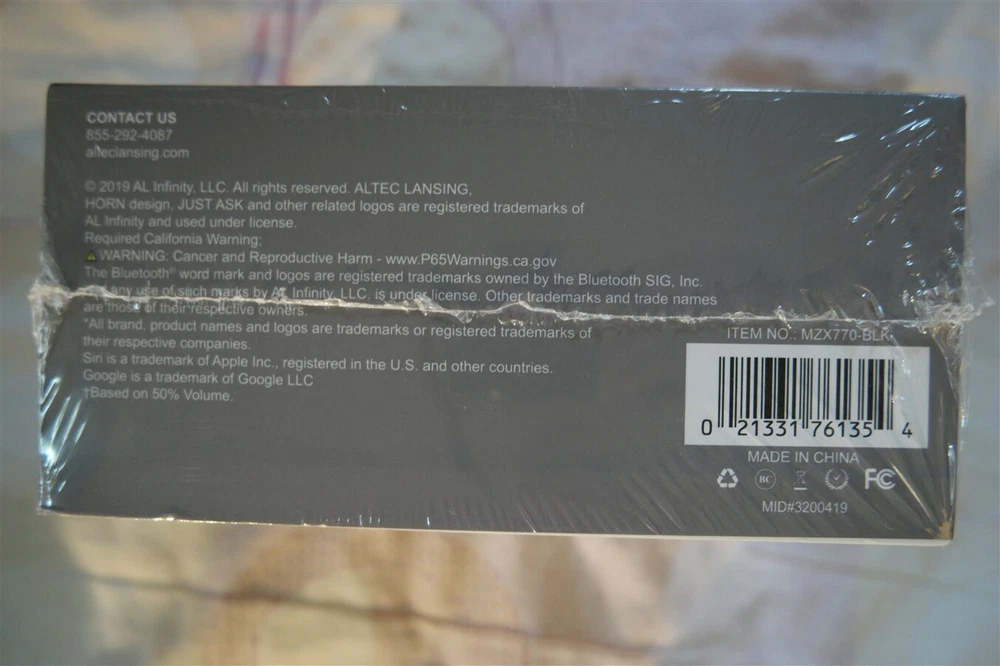 CONTACT US
855-292-4087
alteclansing.com
© 2019 AL Infinity, LLC. All rights reserved. ALTEC LANSING,
HORN design, JUST ASK and other related logos are registered trademarks of
AL Infinity and used under license.
Required California Warning:
WARNING: Cancer and Reproductive Harm - www.P65Warnings.ca.gov
The Bluetooth® word mark and logos are registered trademarks owned by the Bluetooth SIG, Inc.
any use of such marks by AL Infinity, LLC. is under license. Other trademarks and trade names
are those of their respective owners.
*All brand, product names and logos are trademarks or registered trademarks of
their respective companies.
Siri is a trademark of Apple Inc., registered in the U.S. and other countries.
Google is a trademark of Google LLC
†Based on 50% Volume.
ITEM NO.: MZX770-BLK
0 21331 76135 4
MADE IN CHINA
BC FC
MID#3200419